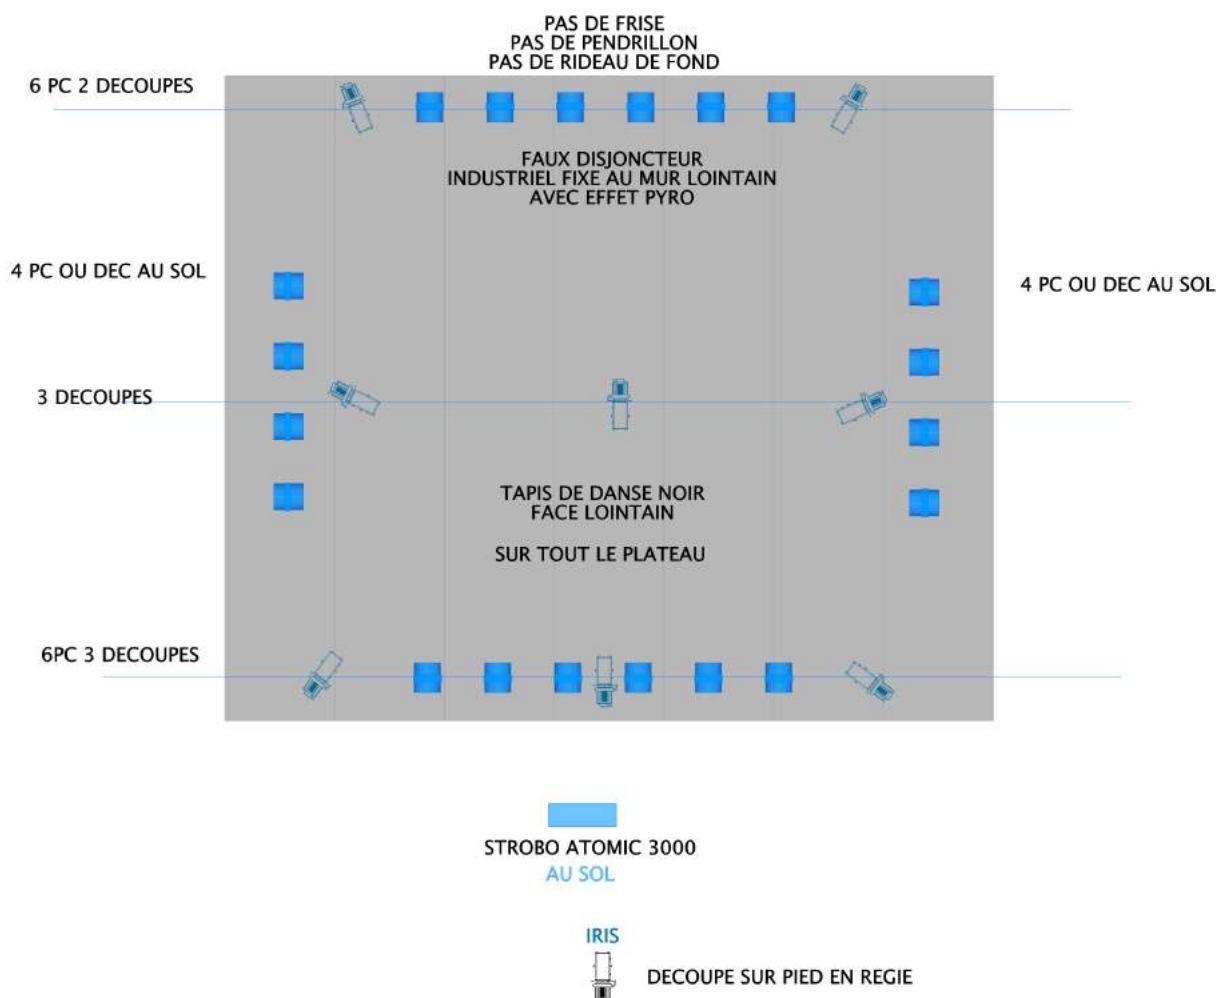 PAS DE FRISE
PAS DE PENDRILLON
PAS DE RIDEAU DE FOND
6 PC 2 DECOUPES
FAUX DISJONCTEUR
INDUSTRIEL FIXE AU MUR LOINTAIN
AVEC EFFET PYRO
4 PC OU DEC AU SOL
4 PC OU DEC AU SOL
3 DECOUPES
TAPIS DE DANSE NOIR
FACE LOINTAIN
SUR TOUT LE PLATEAU
6PC 3 DECOUPES
STROBO ATOMIC 3000
AU SOL
IRIS
DECOUPE SUR PIED EN REGIE